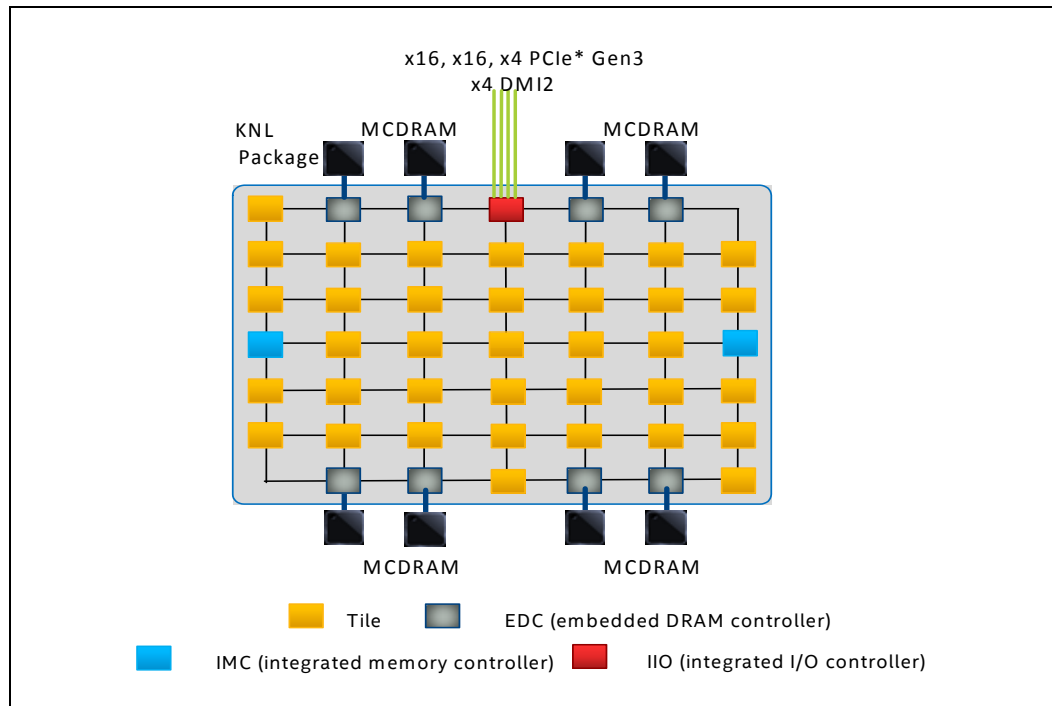 x16, x16, x4 PCIe* Gen3
x4 DMI2
KNL
Package
MCDRAM
MCDRAM
MCDRAM
MCDRAM
Tile
EDC (embedded DRAM controller)
IMC (integrated memory controller)
IIO (integrated I/O controller)